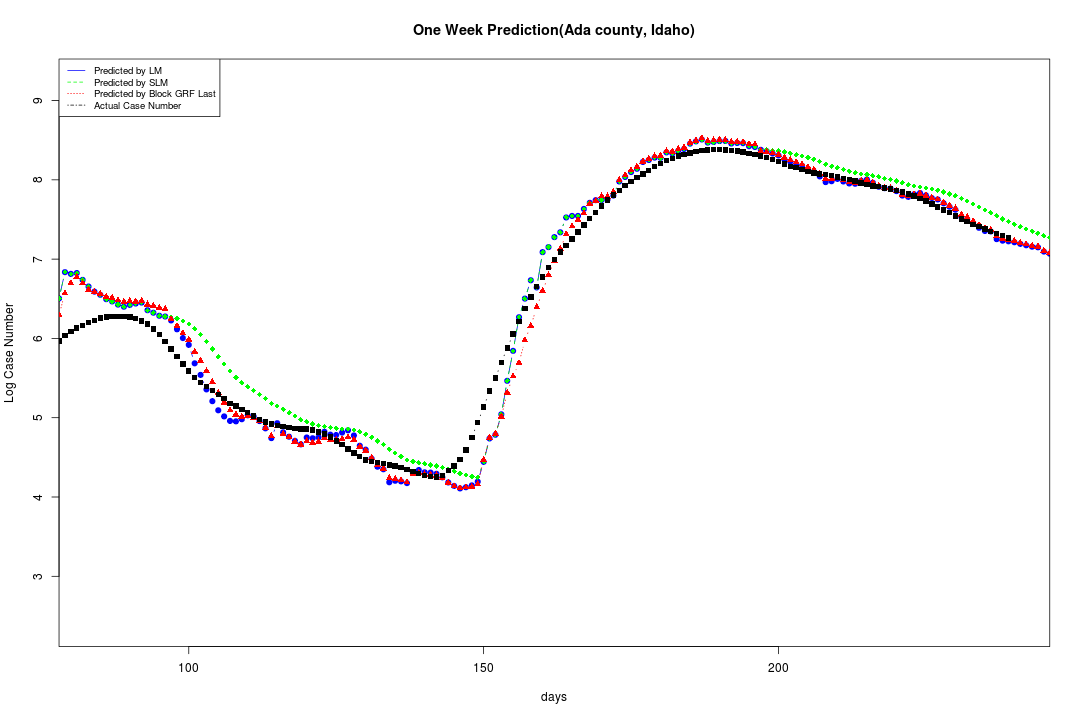 One Week Prediction(Ada county, Idaho)
Predicted by LM
Predicted by SLM
Predicted by Block GRF Last
Actual Case Number
9
8
7
6
5
4
3
Log Case Number
100 150 200
days